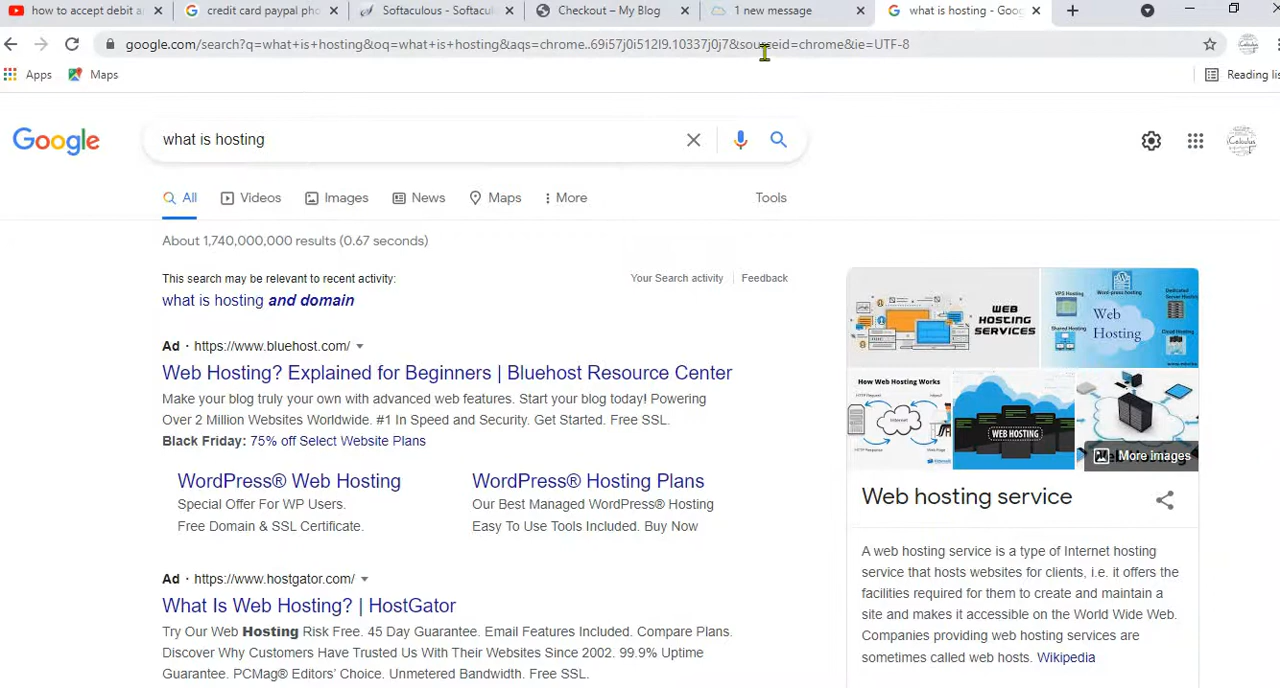 how to accept debit a
credit card paypal pho
Softaculous - Softacul
Checkout – My Blog
1 new message
what is hosting - Goog
google.com/search?q=what+is+hosting&oq=what+is+hosting&aqs=chrome..69i57j0i512l9.10337j0j7&sourceid=chrome&ie=UTF-8
Apps
Maps
Reading lis
Google
what is hosting
Calculus
All
Videos
Images
News
Maps
More
Tools
About 1,740,000,000 results (0.67 seconds)
This search may be relevant to recent activity:
Your Search activity
Feedback
what is hosting and domain
Ad · https://www.bluehost.com/
Web Hosting? Explained for Beginners | Bluehost Resource Center
Make your blog truly your own with advanced web features. Start your blog today! Powering
Over 2 Million Websites Worldwide. #1 In Speed and Security. Get Started. Free SSL.
Black Friday: 75% off Select Website Plans
WordPress® Web Hosting
Special Offer For WP Users.
Free Domain & SSL Certificate.
WordPress® Hosting Plans
Our Best Managed WordPress® Hosting
Easy To Use Tools Included. Buy Now
Ad · https://www.hostgator.com/
What Is Web Hosting? | HostGator
Try Our Web Hosting Risk Free. 45 Day Guarantee. Email Features Included. Compare Plans.
Discover Why Customers Have Trusted Us With Their Websites Since 2002. 99.9% Uptime
Guarantee. PCMag® Editors' Choice. Unmetered Bandwidth. Free SSL.
WEB
HOSTING
SERVICES
VPS Hosting
Word-press hosting
Dedicated
Shared Hosting
Cloud Hosting
Web
Hosting
How Web Hosting Works
WEB HOSTING
More images
Web hosting service
A web hosting service is a type of Internet hosting
service that hosts websites for clients, i.e. it offers the
facilities required for them to create and maintain a
site and makes it accessible on the World Wide Web.
Companies providing web hosting services are
sometimes called web hosts. Wikipedia